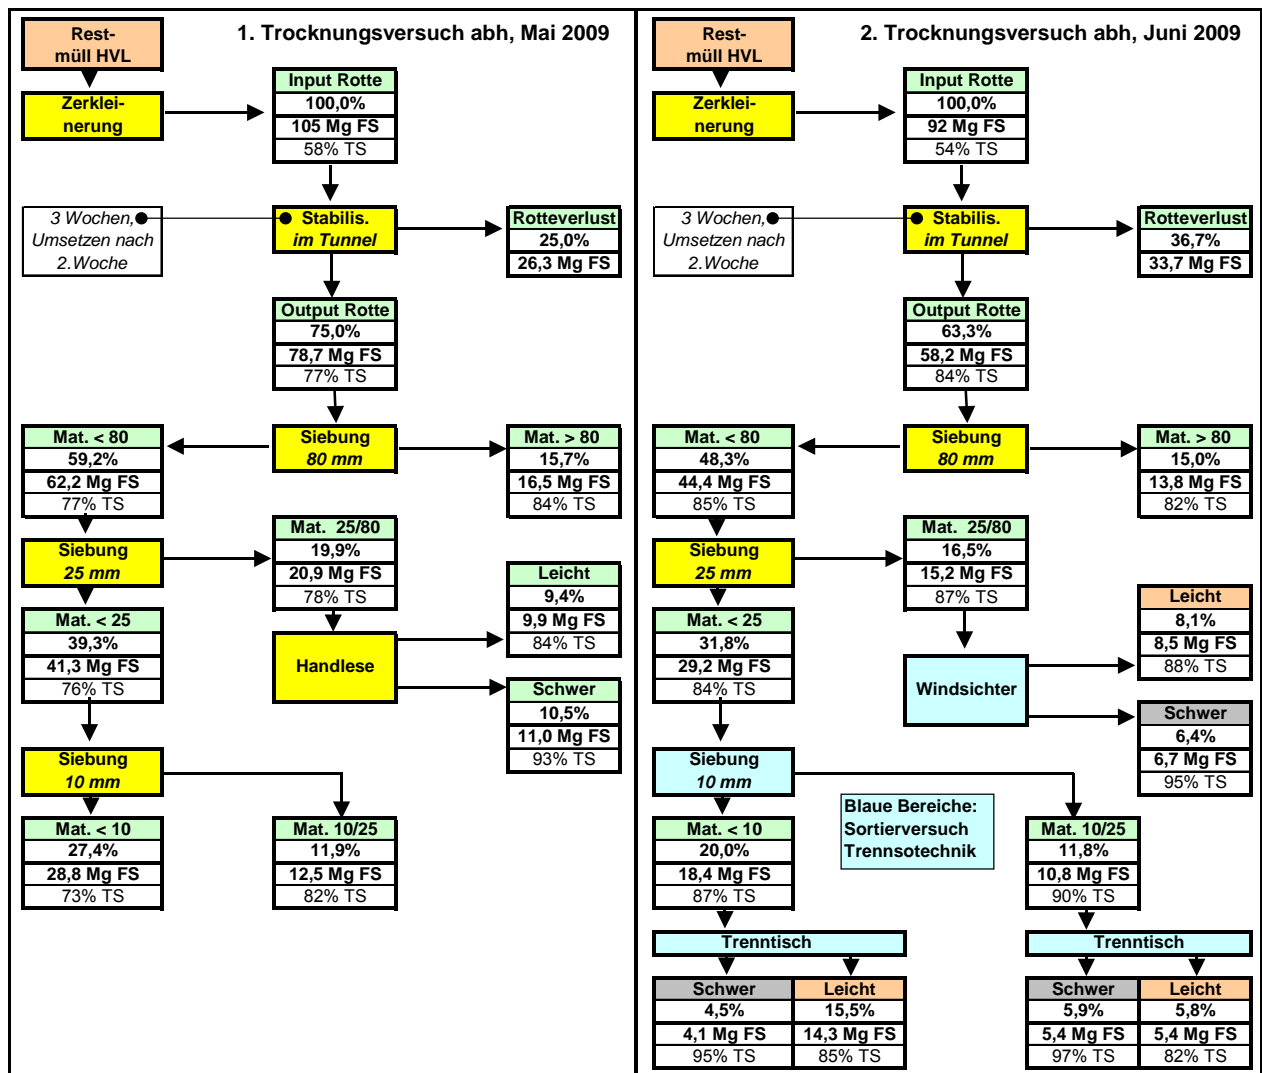 1. Trocknungsversuch abh, Mai 2009
Rest-
müll HVL
Zerklei-
nerung
Input Rotte
100,0%
105 Mg FS
58% TS
3 Wochen,
Umsetzen nach
2.Woche
Stabilis.
im Tunnel
Rotteverlust
25,0%
26,3 Mg FS
Output Rotte
75,0%
78,7 Mg FS
77% TS
Mat. < 80
59,2%
62,2 Mg FS
77% TS
Siebung
80 mm
Mat. > 80
15,7%
16,5 Mg FS
84% TS
Siebung
25 mm
Mat. 25/80
19,9%
20,9 Mg FS
78% TS
Leicht
9,4%
9,9 Mg FS
84% TS
Mat. < 25
39,3%
41,3 Mg FS
76% TS
Handlese
Schwer
10,5%
11,0 Mg FS
93% TS
Siebung
10 mm
Mat. < 10
27,4%
28,8 Mg FS
73% TS
Mat. 10/25
11,9%
12,5 Mg FS
82% TS
2. Trocknungsversuch abh, Juni 2009
Rest-
müll HVL
Zerklei-
nerung
Input Rotte
100,0%
92 Mg FS
54% TS
3 Wochen,
Umsetzen nach
2.Woche
Stabilis.
im Tunnel
Rotteverlust
36,7%
33,7 Mg FS
Output Rotte
63,3%
58,2 Mg FS
84% TS
Mat. < 80
48,3%
44,4 Mg FS
85% TS
Siebung
80 mm
Mat. > 80
15,0%
13,8 Mg FS
82% TS
Siebung
25 mm
Mat. 25/80
16,5%
15,2 Mg FS
87% TS
Leicht
8,1%
8,5 Mg FS
88% TS
Mat. < 25
31,8%
29,2 Mg FS
84% TS
Windsichter
Schwer
6,4%
6,7 Mg FS
95% TS
Siebung
10 mm
Blaue Bereiche:
Sortierversuch
Trennsotechnik
Mat. < 10
20,0%
18,4 Mg FS
87% TS
Mat. 10/25
11,8%
10,8 Mg FS
90% TS
Trenntisch
Schwer
4,5%
4,1 Mg FS
95% TS
Leicht
15,5%
14,3 Mg FS
85% TS
Trenntisch
Schwer
5,9%
5,4 Mg FS
97% TS
Leicht
5,8%
5,4 Mg FS
82% TS